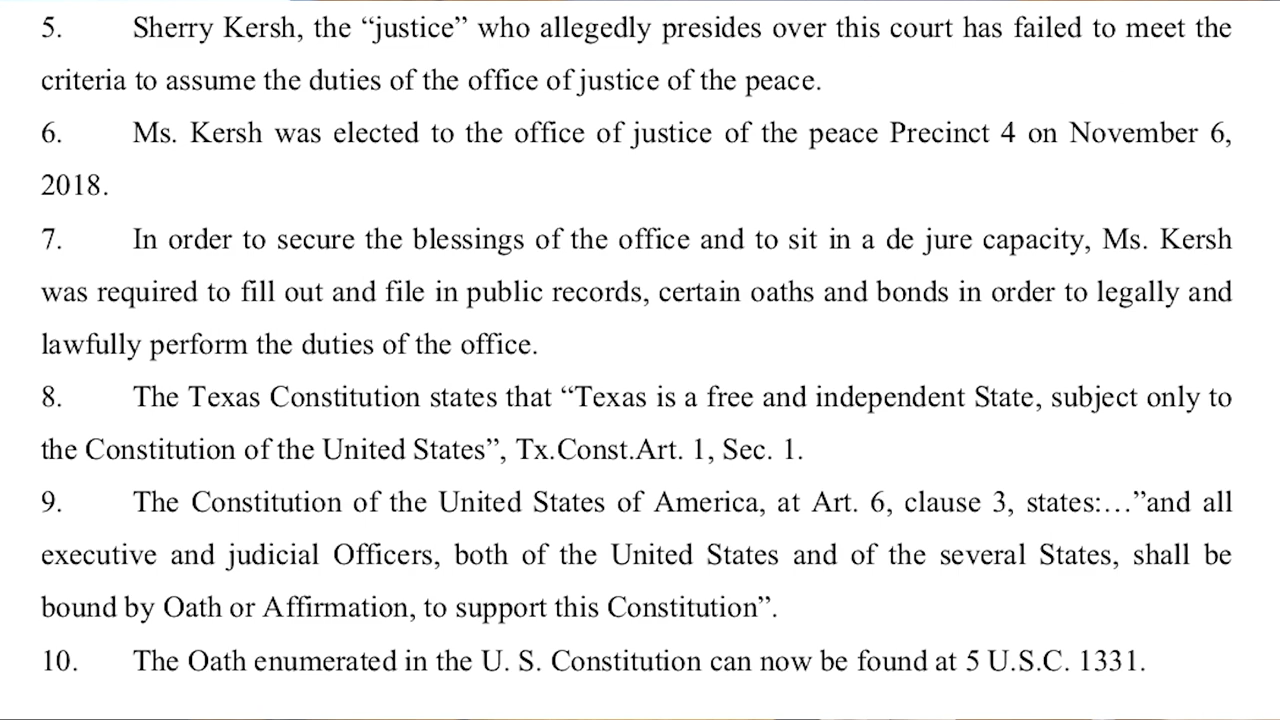 5. Sherry Kersh, the “justice” who allegedly presides over this court has failed to meet the
criteria to assume the duties of the office of justice of the peace.
6. Ms. Kersh was elected to the office of justice of the peace Precinct 4 on November 6,
2018.
7. In order to secure the blessings of the office and to sit in a de jure capacity, Ms. Kersh
was required to fill out and file in public records, certain oaths and bonds in order to legally and
lawfully perform the duties of the office.
8. The Texas Constitution states that “Texas is a free and independent State, subject only to
the Constitution of the United States”, Tx.Const.Art. 1, Sec. 1.
9. The Constitution of the United States of America, at Art. 6, clause 3, states:…”and all
executive and judicial Officers, both of the United States and of the several States, shall be
bound by Oath or Affirmation, to support this Constitution”.
10. The Oath enumerated in the U. S. Constitution can now be found at 5 U.S.C. 1331.